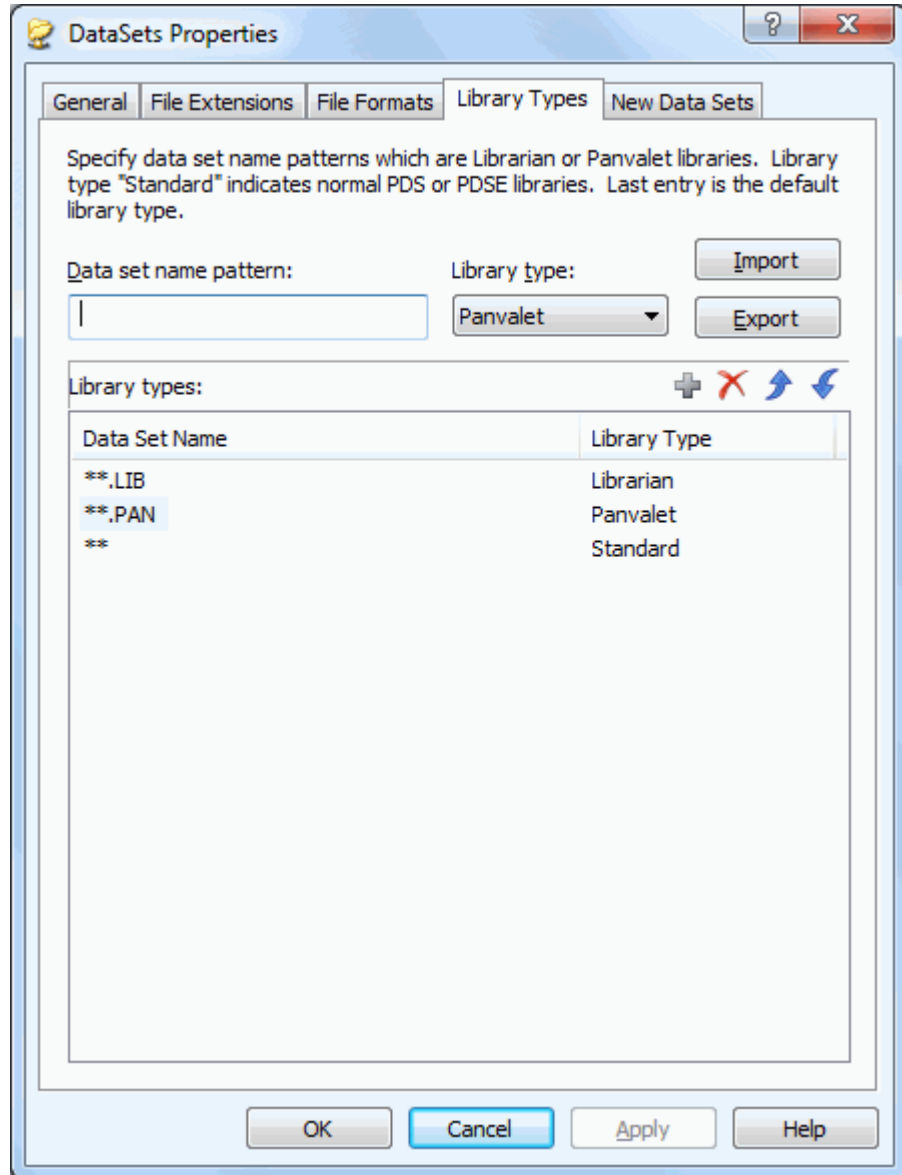 DataSets Properties
General File Extensions File Formats Library Types New Data Sets
Specify data set name patterns which are Librarian or Panvalet libraries. Library
type "Standard" indicates normal PDS or PDSE libraries. Last entry is the default
library type.
Import
Data set name pattern: Library type:
Panvalet Export
Library types:
Data Set Name Library Type
**.LIB Librarian
**.PAN Panvalet
** Standard
OK Cancel Apply Help